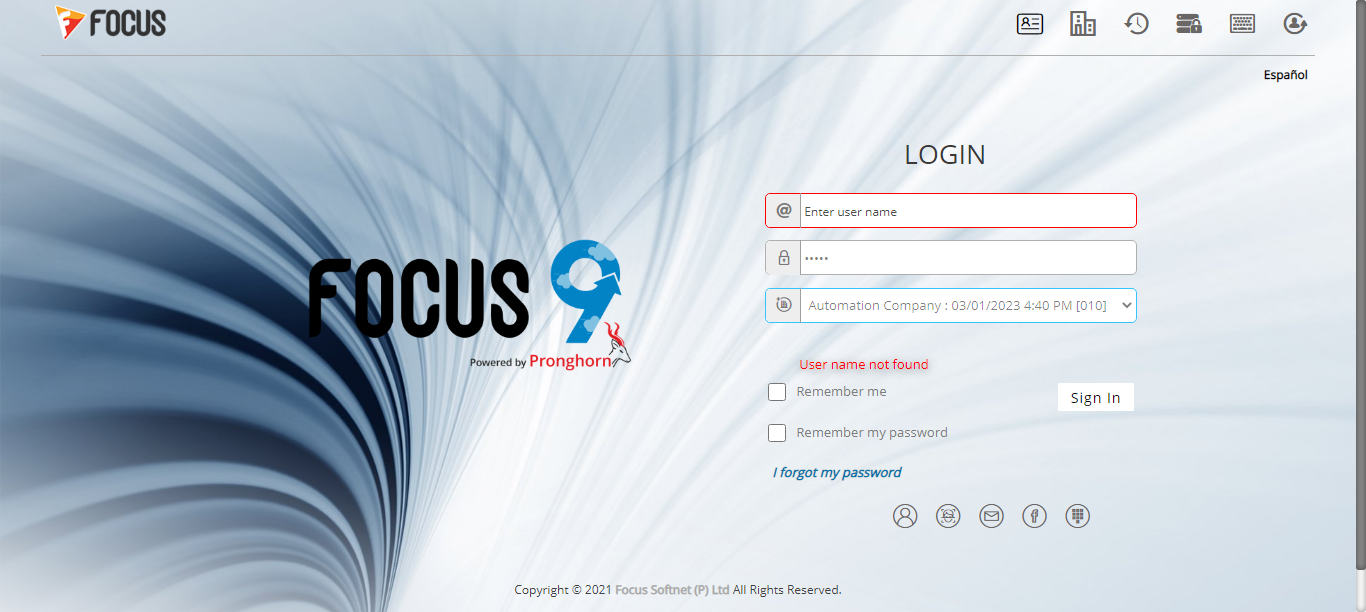 FOCUS
Español
LOGIN
@ Enter user name
•••••
Automation Company : 03/01/2023 4:40 PM [010]
FOCUS 9
Powered by Pronghorn
User name not found
Remember me
Sign In
Remember my password
I forgot my password
Copyright © 2021 Focus Softnet (P) Ltd All Rights Reserved.